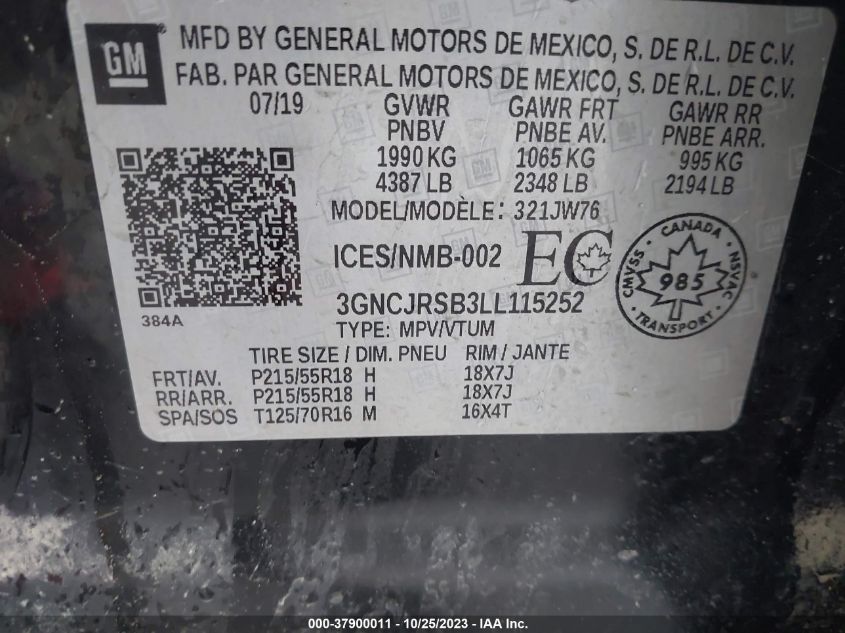 GM
MFD BY GENERAL MOTORS DE MEXICO, S. DE R.L. DE C.V.
FAB. PAR GENERAL MOTORS DE MEXICO, S. DE R.L. DE C.V.
07/19 GVWR GAWR FRT GAWR RR
PNBV PNBE AV. PNBE ARR.
1990 KG 1065 KG 995 KG
4387 LB 2348 LB 2194 LB
MODEL/MODÈLE: 321JW76
ICES/NMB-002 EC
CANADA
CMVSS 985 NSVAC
TRANSPORT
384A
3GNCJRSB3LL115252
TYPE: MPV/VTUM
TIRE SIZE / DIM. PNEU RIM / JANTE
FRT/AV. P215/55R18 H 18X7J
RR/ARR. P215/55R18 H 18X7J
SPA/SOS T125/70R16 M 16X4T
000-37900011 - 10/25/2023 - IAA Inc.